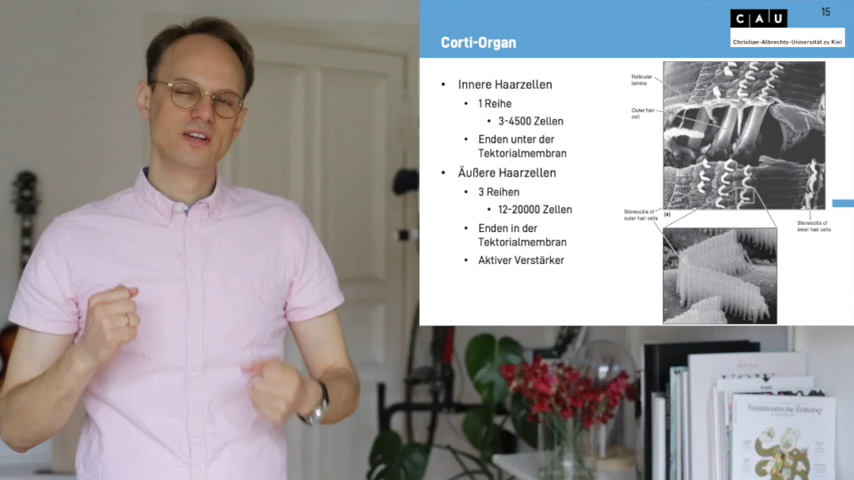 15
CAU
Christian-Albrechts-Universität zu Kiel
Corti-Organ
• Innere Haarzellen
• 1 Reihe
• 3-4500 Zellen
• Enden unter der
Tektorialmembran
• Äußere Haarzellen
• 3 Reihen
• 12-20000 Zellen
• Enden in der
Tektorialmembran
• Aktiver Verstärker
Reticular
lamina
Outer hair
cell
Stereocilia of
outer hair cells
(a)
Stereocilia of
inner hair cells
Süddeutsche Zeitung